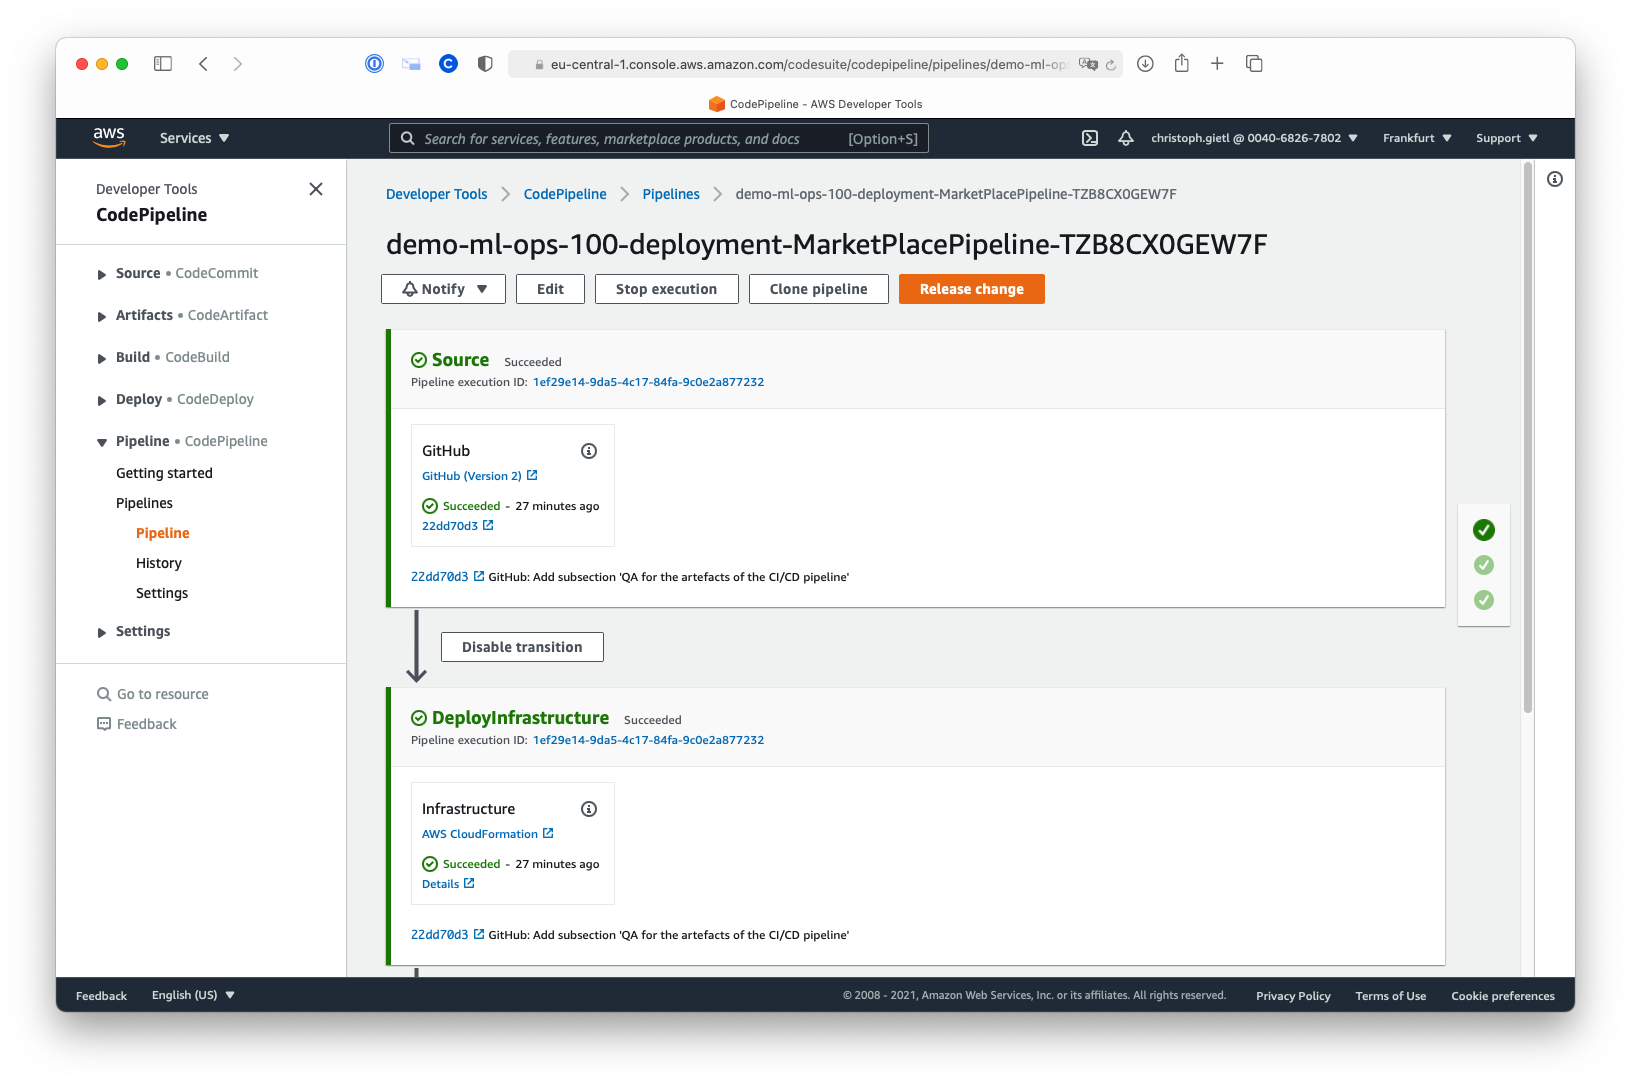 eu-central-1.console.aws.amazon.com/codesuite/codepipeline/pipelines/demo-ml-op
CodePipeline – AWS Developer Tools
aws
Services
Search for services, features, marketplace products, and docs
[Option+S]
christoph.gietl @ 0040-6826-7802
Frankfurt
Support
Developer Tools
CodePipeline
Source • CodeCommit
Artifacts • CodeArtifact
Build • CodeBuild
Deploy • CodeDeploy
Pipeline • CodePipeline
Getting started
Pipelines
Pipeline
History
Settings
Settings
Go to resource
Feedback
Developer Tools
CodePipeline
Pipelines
demo-ml-ops-100-deployment-MarketPlacePipeline-TZB8CX0GEW7F
demo-ml-ops-100-deployment-MarketPlacePipeline-TZB8CX0GEW7F
Notify
Edit
Stop execution
Clone pipeline
Release change
Source Succeeded
Pipeline execution ID: 1ef29e14-9da5-4c17-84fa-9c0e2a877232
GitHub
GitHub (Version 2)
Succeeded - 27 minutes ago
22dd70d3
22dd70d3 GitHub: Add subsection 'QA for the artefacts of the CI/CD pipeline'
Disable transition
DeployInfrastructure Succeeded
Pipeline execution ID: 1ef29e14-9da5-4c17-84fa-9c0e2a877232
Infrastructure
AWS CloudFormation
Succeeded - 27 minutes ago
Details
22dd70d3 GitHub: Add subsection 'QA for the artefacts of the CI/CD pipeline'
Feedback
English (US)
© 2008 - 2021, Amazon Web Services, Inc. or its affiliates. All rights reserved.
Privacy Policy
Terms of Use
Cookie preferences